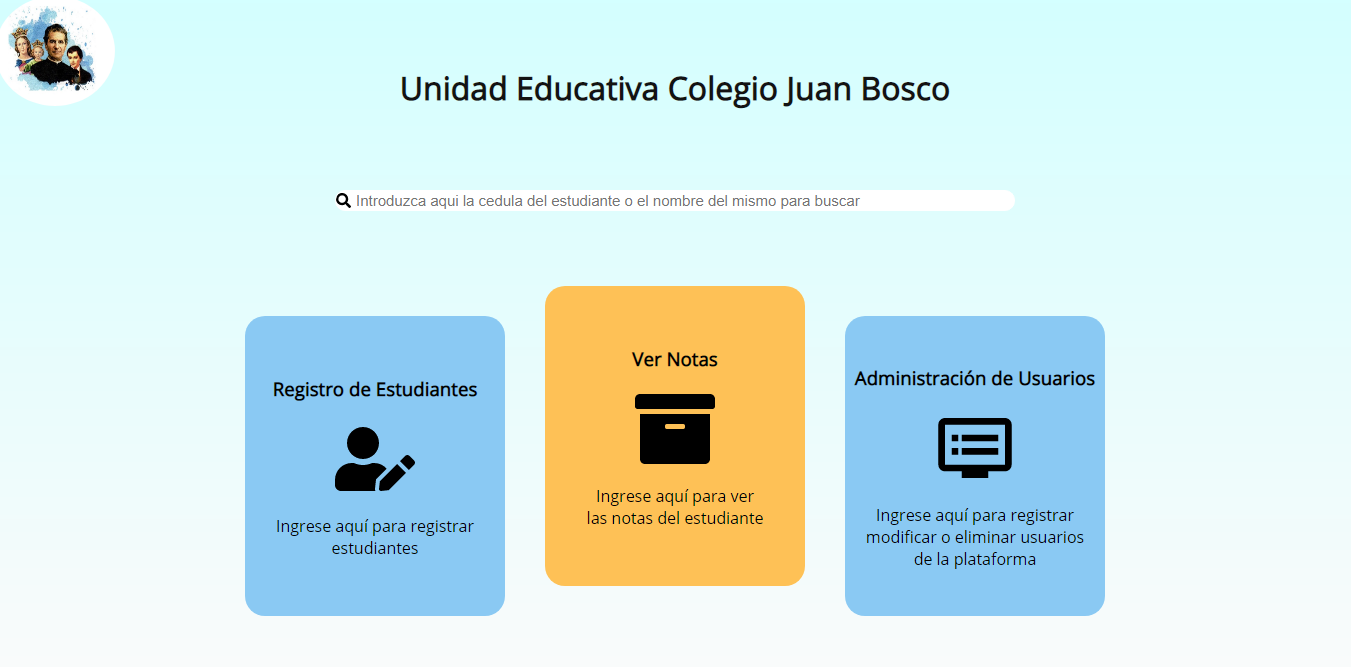 Unidad Educativa Colegio Juan Bosco
Introduzca aqui la cedula del estudiante o el nombre del mismo para buscar
Registro de Estudiantes
Ingrese aquí para registrar
estudiantes
Ver Notas
Ingrese aquí para ver
las notas del estudiante
Administración de Usuarios
Ingrese aquí para registrar
modificar o eliminar usuarios
de la plataforma